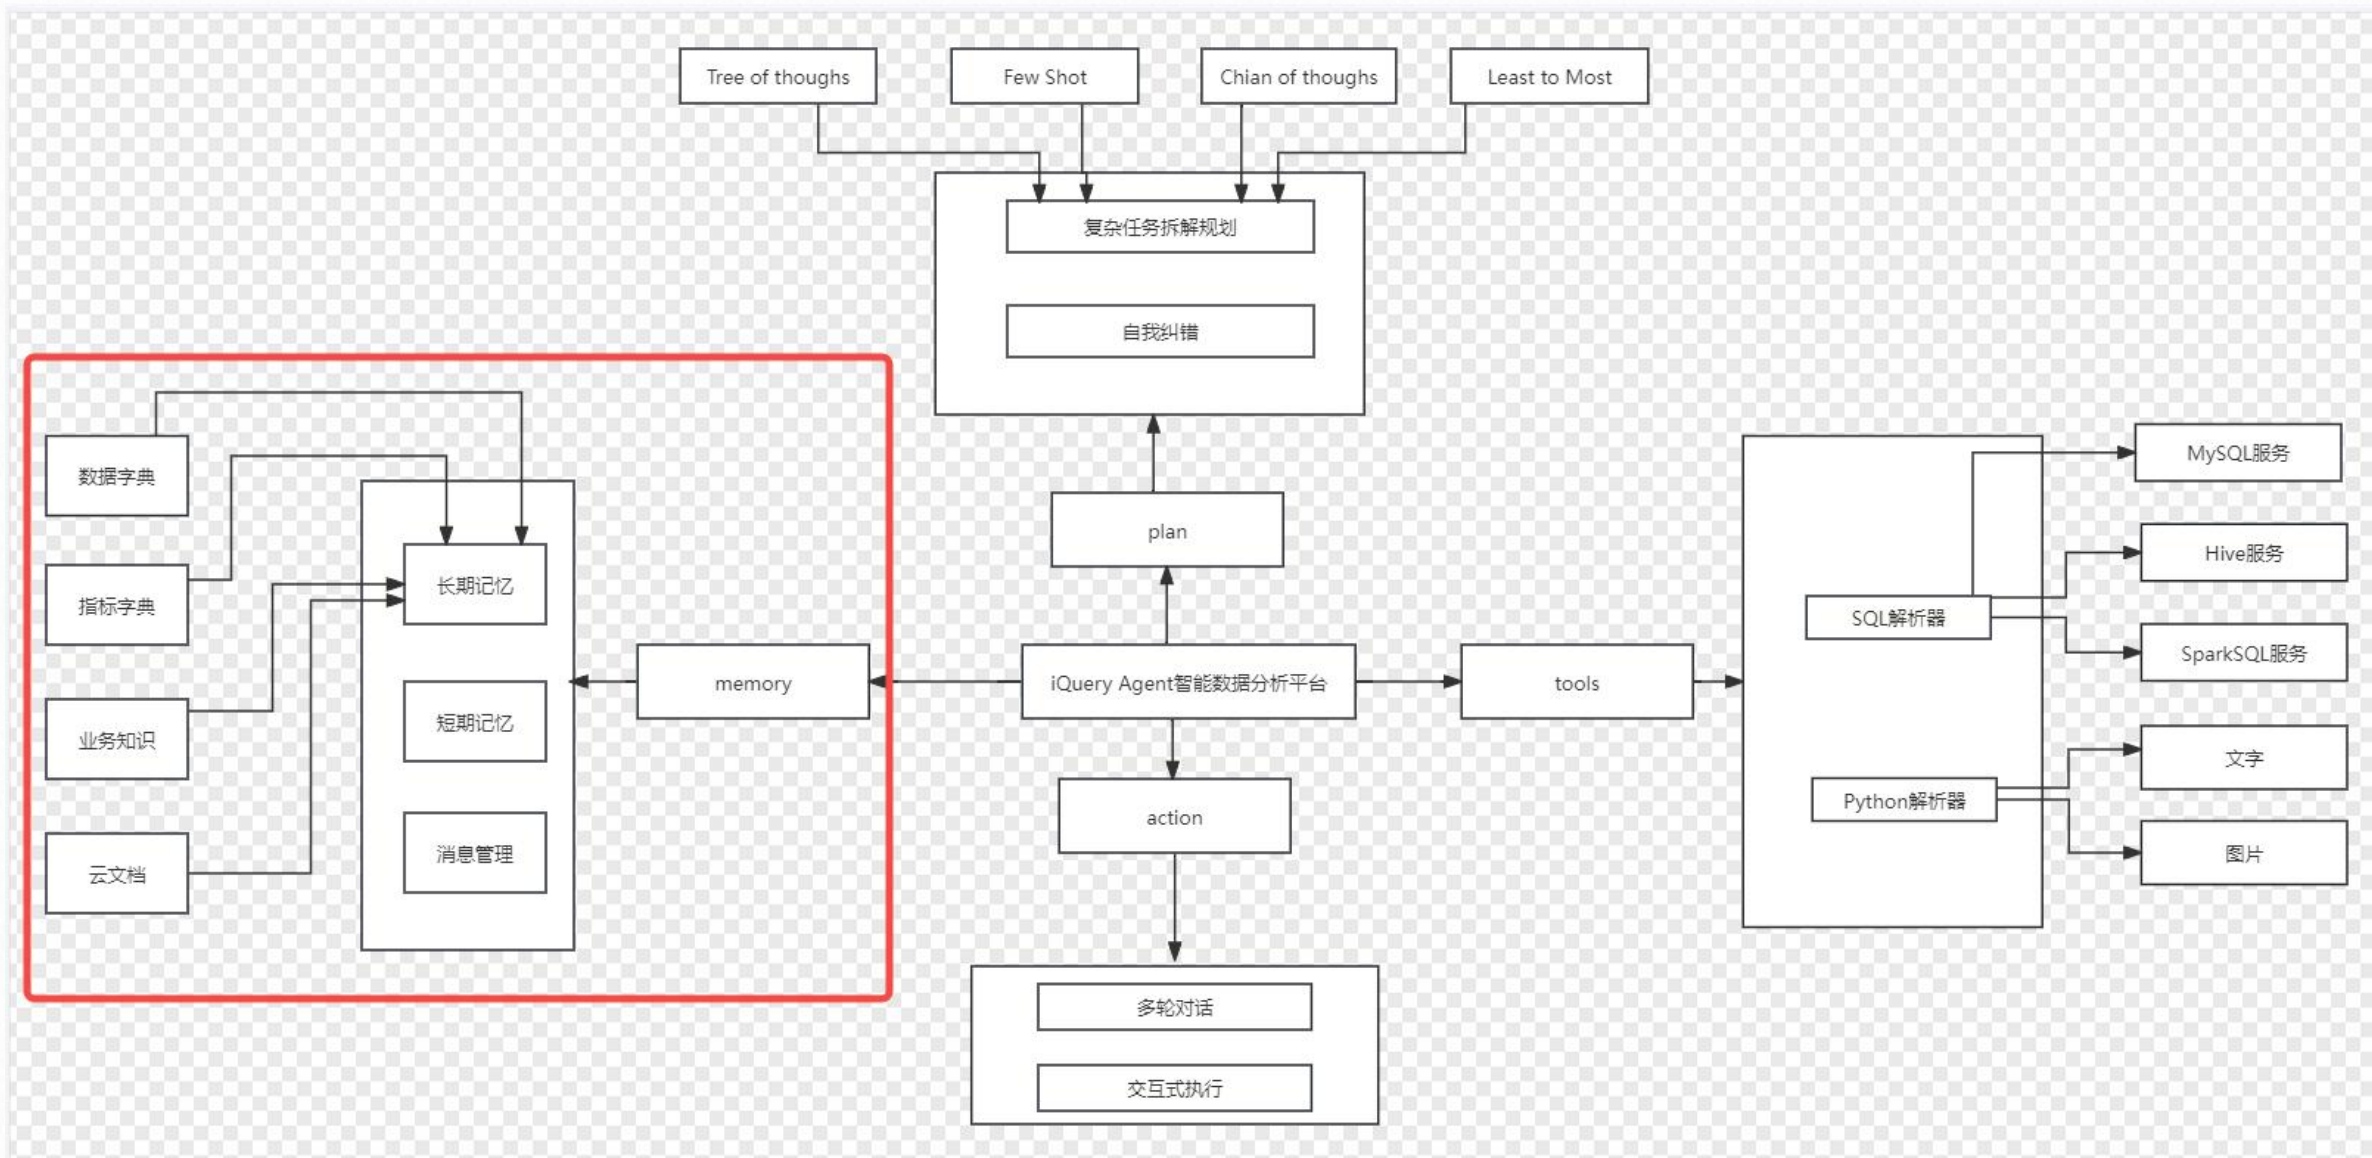 Tree of thoughs
Few Shot
Chian of thoughs
Least to Most
复杂任务拆解规划
自我纠错
数据字典
MySQL服务
plan
Hive服务
长期记忆
指标字典
SQL解析器
SparkSQL服务
memory
iQuery Agent智能数据分析平台
tools
短期记忆
业务知识
文字
Python解析器
action
消息管理
图片
云文档
多轮对话
交互式执行